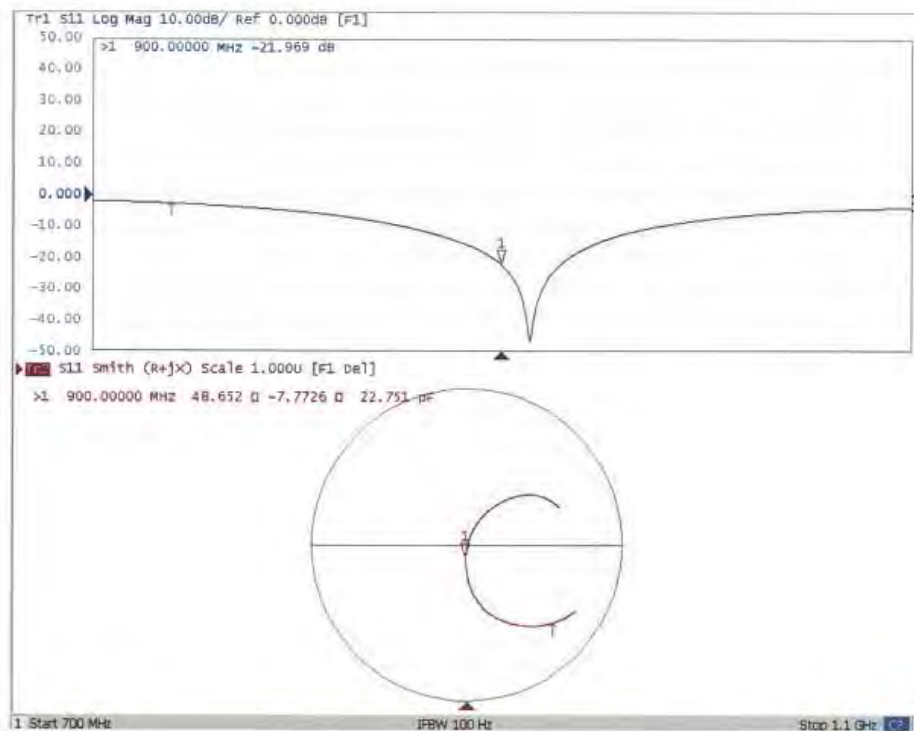 Tr1 S11 Log Mag 10.00dB/ Ref 0.000dB [F1]
50.00
>1 900.00000 MHz -21.969 dB
40.00
30.00
20.00
10.00
0.000
-10.00
-20.00
1
-30.00
-40.00
-50.00
S11 Smith (R+jX) Scale 1.000U [F1 Del]
>1 900.00000 MHz 48.652 Ω -7.7726 Ω 22.751 pF
1
1 Start 700 MHz
IFBW 100 Hz
Stop 1.1 GHz